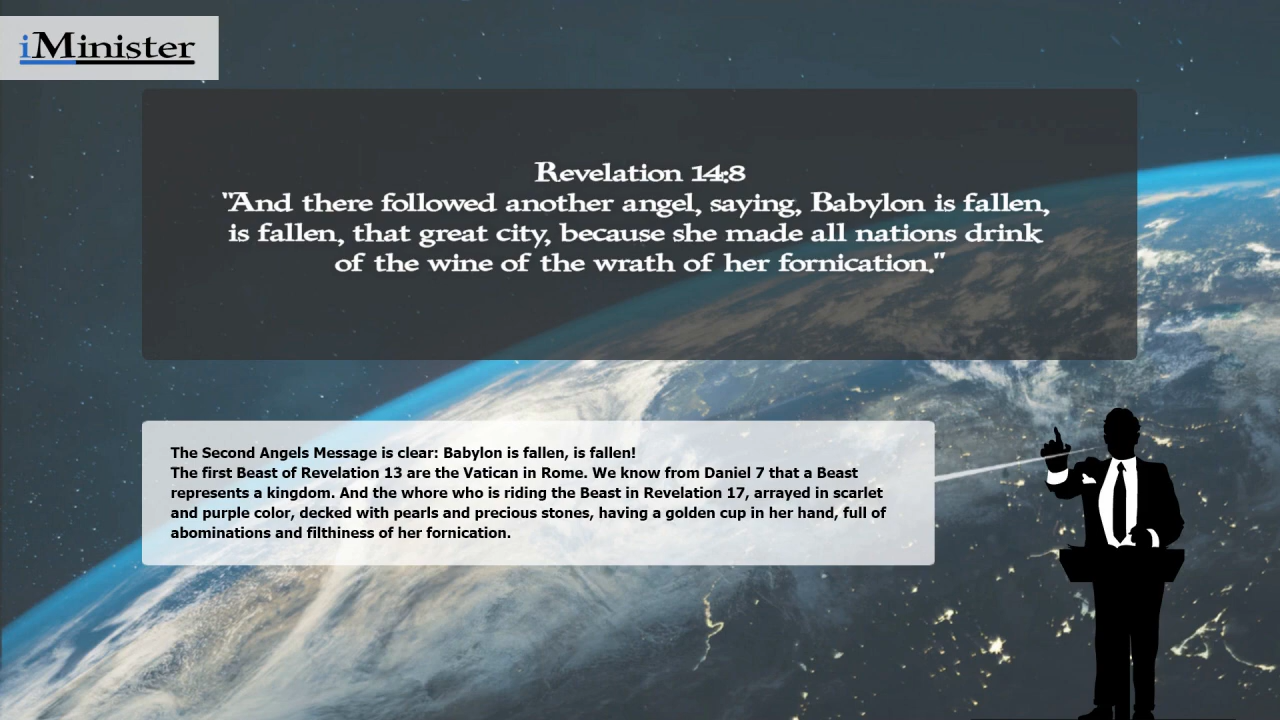 iMinister
Revelation 14:8
"And there followed another angel, saying, Babylon is fallen,
is fallen, that great city, because she made all nations drink
of the wine of the wrath of her fornication."
The Second Angels Message is clear: Babylon is fallen, is fallen!
The first Beast of Revelation 13 are the Vatican in Rome. We know from Daniel 7 that a Beast
represents a kingdom. And the whore who is riding the Beast in Revelation 17, arrayed in scarlet
and purple color, decked with pearls and precious stones, having a golden cup in her hand, full of
abominations and filthiness of her fornication.